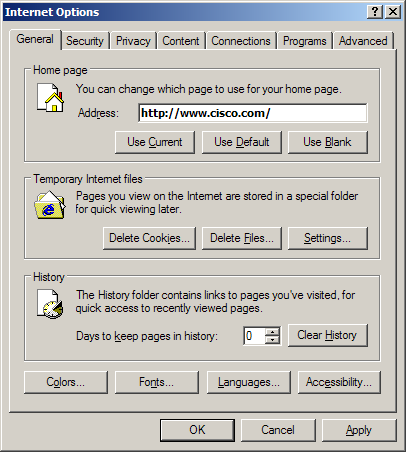 Internet Options
General Security Privacy Content Connections Programs Advanced
Home page
You can change which page to use for your home page.
Address: http://www.cisco.com/
Use Current Use Default Use Blank
Temporary Internet files
Pages you view on the Internet are stored in a special folder
for quick viewing later.
Delete Cookies... Delete Files... Settings...
History
The History folder contains links to pages you've visited, for
quick access to recently viewed pages.
Days to keep pages in history: 0 Clear History
Colors... Fonts... Languages... Accessibility...
OK Cancel Apply